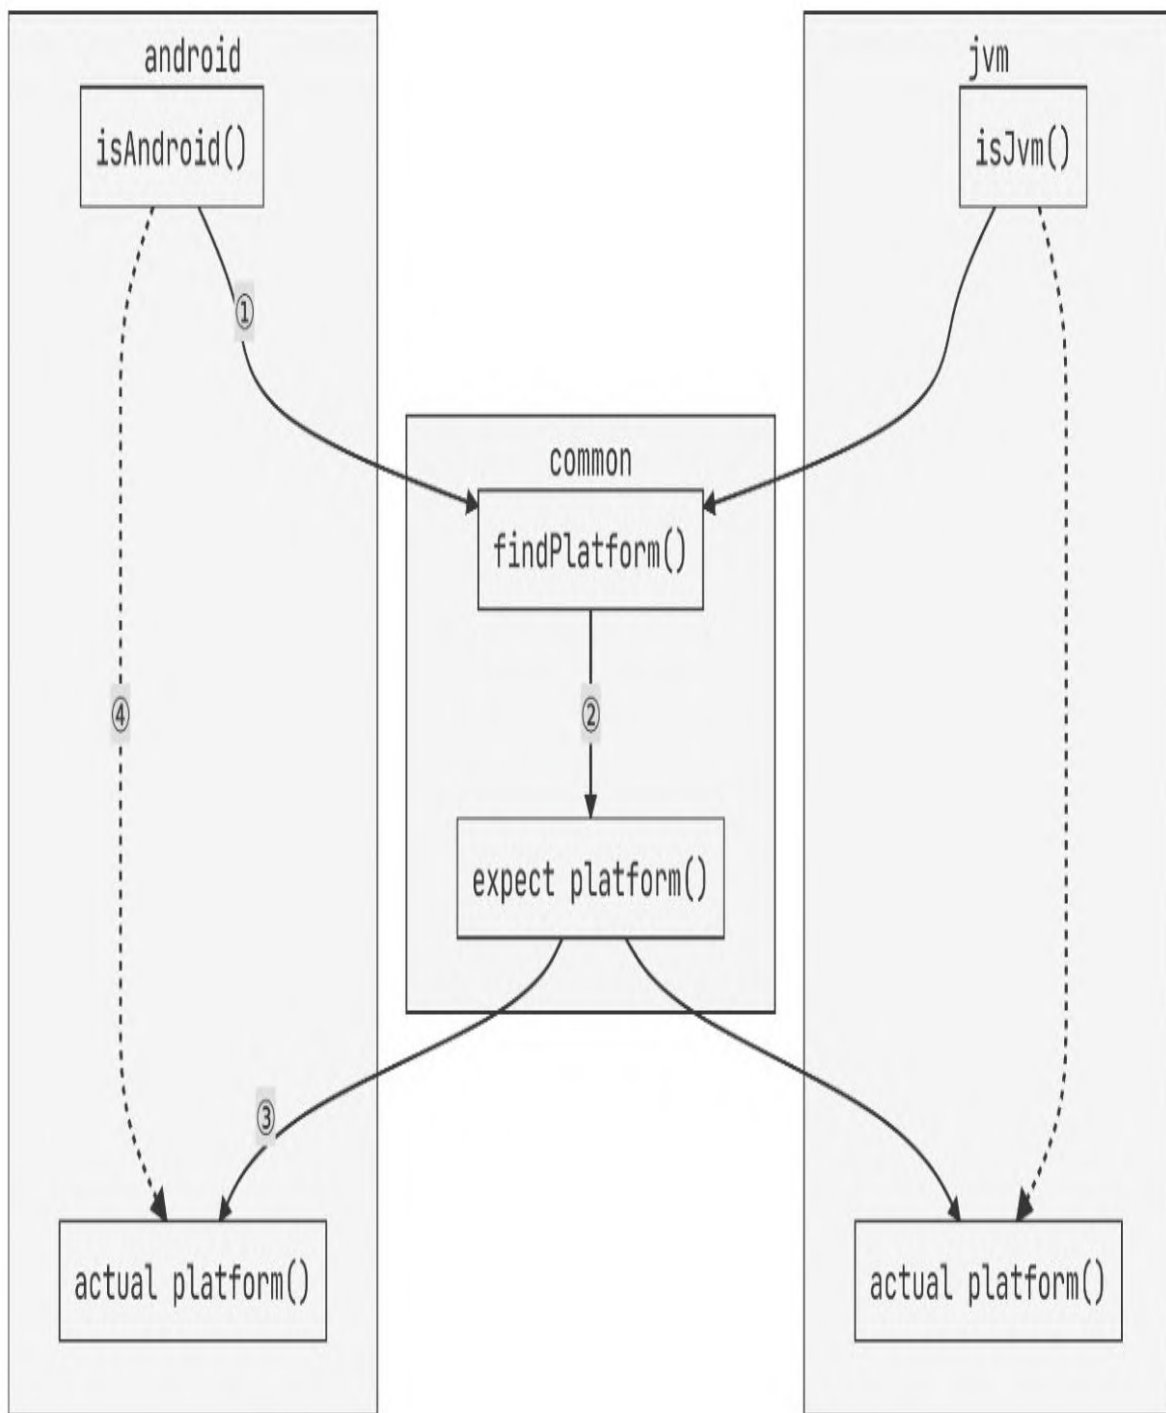 android
jvm
isAndroid()
isJvm()
①
common
findPlatform()
④
②
expect platform()
③
actual platform()
actual platform()